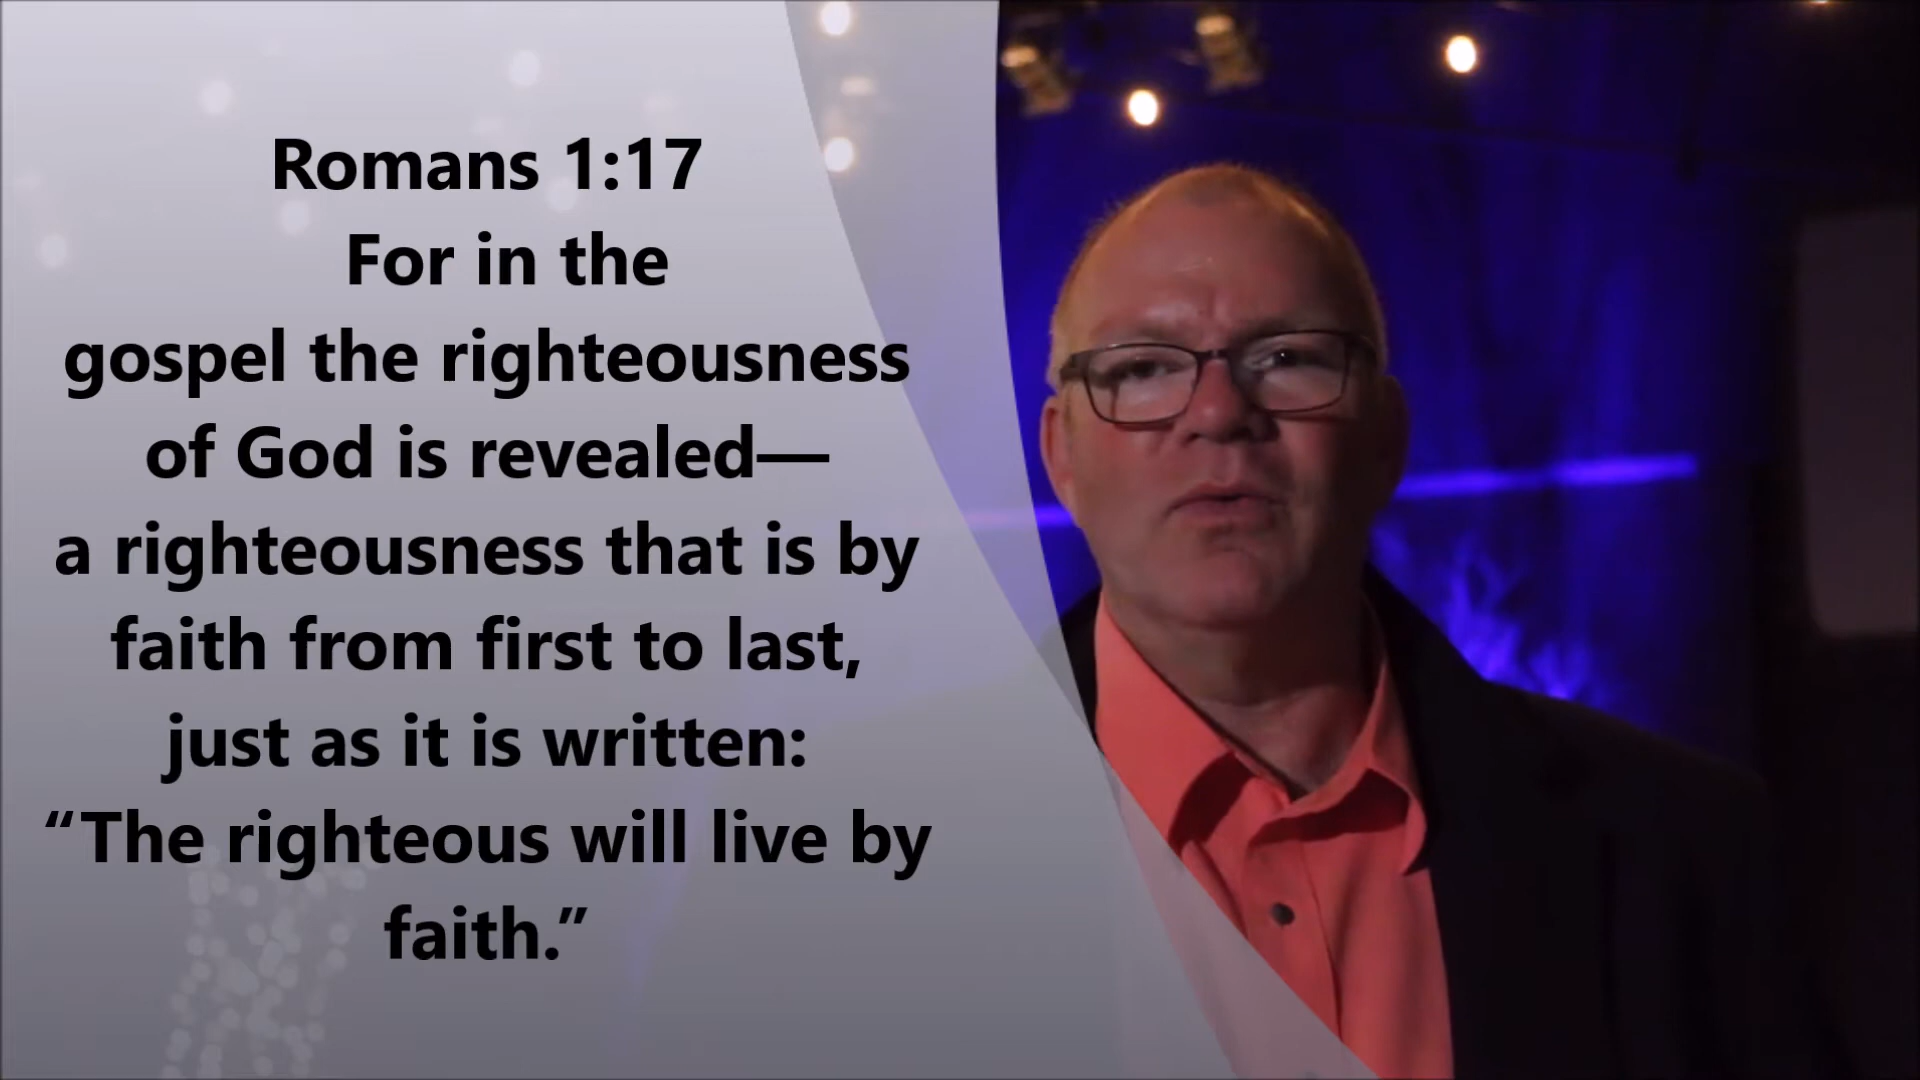 Romans 1:17
For in the
gospel the righteousness
of God is revealed—
a righteousness that is by
faith from first to last,
just as it is written:
“The righteous will live by
faith.”